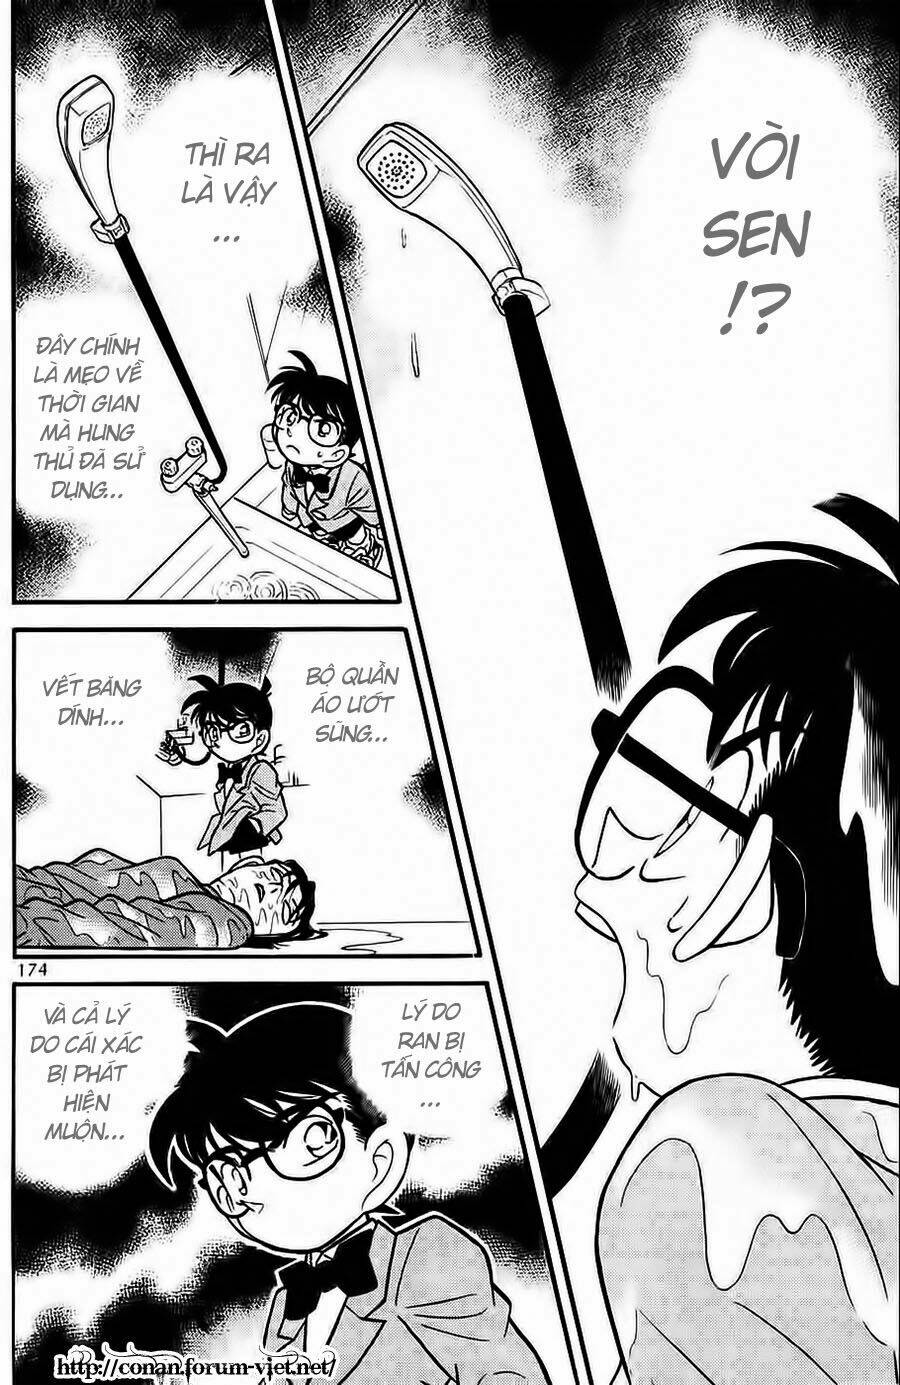 VÒI
SEN
!?
THÌ RA
LÀ VẬY
...
ĐÂY CHÍNH
LÀ MẸO VỀ
THỜI GIAN
MÀ HUNG
THỦ ĐÃ SỬ
DỤNG...
BỘ QUẦN
ÁO ƯỚT
SŨNG...
VẾT BĂNG
DÍNH...
174
LÝ DO
RAN BỊ
TẤN CÔNG
...
VÀ CẢ LÝ
DO CÁI XÁC
BỊ PHÁT
HIỆN
MUỘN...
http://conan.forum-viet.net/